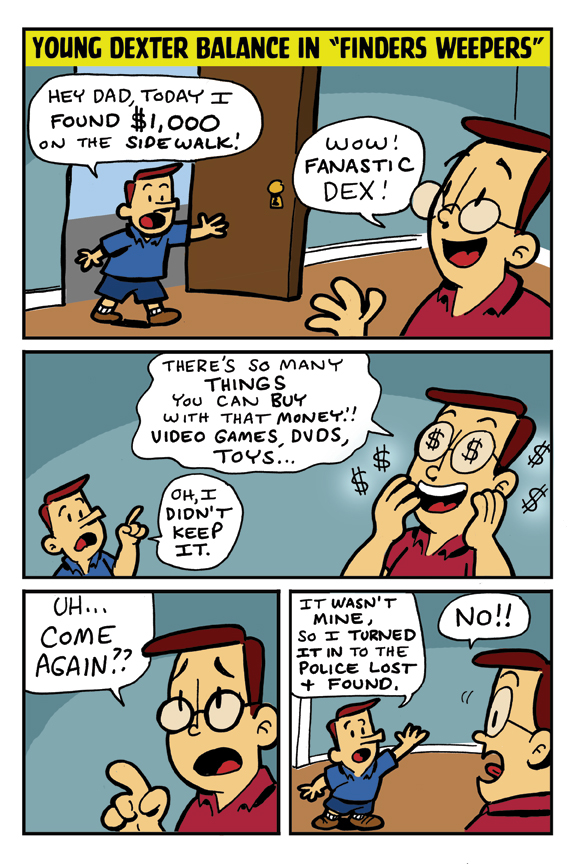 YOUNG DEXTER BALANCE IN "FINDERS WEEPERS"
HEY DAD, TODAY I
FOUND $1,000
ON THE SIDEWALK!
WOW!
FANASTIC
DEX!
THERE'S SO MANY
THINGS
YOU CAN BUY
WITH THAT MONEY!!
VIDEO GAMES, DVDS,
TOYS...
$
$
$
$
$
$
OH, I
DIDN'T
KEEP
IT.
UH...
COME
AGAIN??
IT WASN'T
MINE,
SO I TURNED
IT IN TO THE
POLICE LOST
+ FOUND.
NO!!